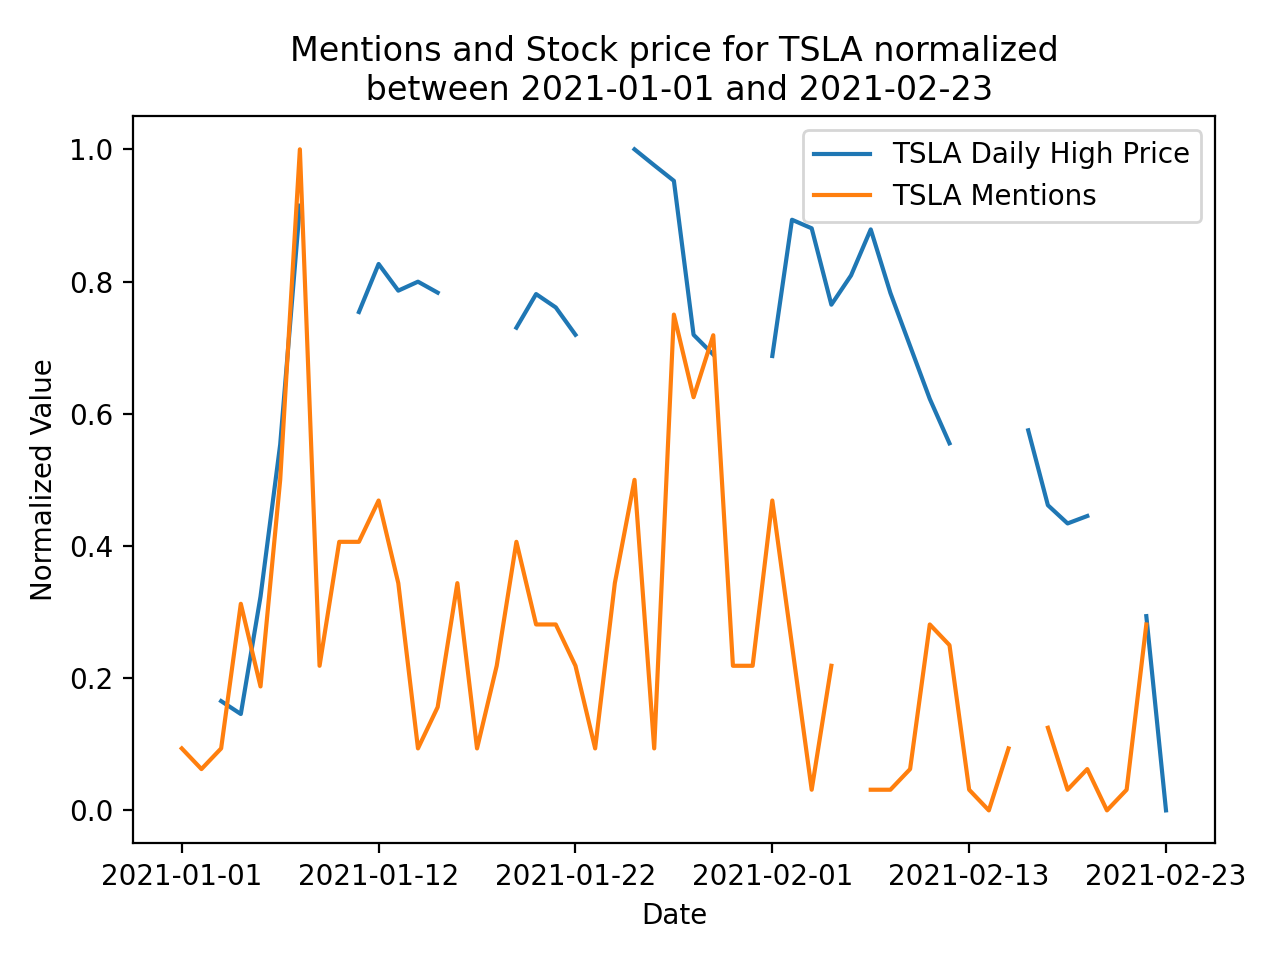 Mentions and Stock price for TSLA normalized
between 2021-01-01 and 2021-02-23
TSLA Daily High Price
TSLA Mentions
Normalized Value
1.0
0.8
0.6
0.4
0.2
0.0
2021-01-01 2021-01-12 2021-01-22 2021-02-01 2021-02-13 2021-02-23
Date